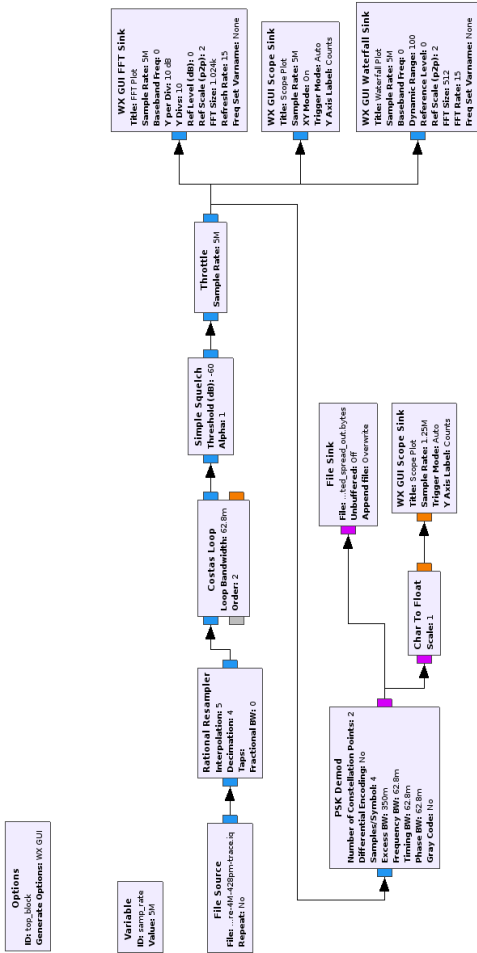 Options
ID: top_block
Generate Options: WX GUI
Variable
ID: samp_rate
Value: 5M
File Source
File: ...re-4M-428pm-trace.iq
Repeat: No
Rational Resampler
Interpolation: 5
Decimation: 4
Taps:
Fractional BW: 0
Costas Loop
Loop Bandwidth: 62.8m
Order: 2
Simple Squelch
Threshold (dB): -60
Alpha: 1
Throttle
Sample Rate: 5M
WX GUI FFT Sink
Title: FFT Plot
Sample Rate: 5M
Baseband Freq: 0
Y per Div: 10 dB
Y Divs: 10
Ref Level (dB): 0
Ref Scale (p2p): 2
FFT Size: 1.024k
Refresh Rate: 15
Freq Set Varname: None
WX GUI Scope Sink
Title: Scope Plot
Sample Rate: 5M
XY Mode: On
Trigger Mode: Auto
Y Axis Label: Counts
WX GUI Waterfall Sink
Title: Waterfall Plot
Sample Rate: 5M
Baseband Freq: 0
Dynamic Range: 100
Reference Level: 0
Ref Scale (p2p): 2
FFT Size: 512
FFT Rate: 15
Freq Set Varname: None
PSK Demod
Number of Constellation Points: 2
Differential Encoding: No
Samples/Symbol: 4
Excess BW: 350m
Frequency BW: 62.8m
Timing BW: 62.8m
Phase BW: 62.8m
Gray Code: No
File Sink
File: ...ted_spread_out.bytes
Unbuffered: Off
Append file: Overwrite
Char To Float
Scale: 1
WX GUI Scope Sink
Title: Scope Plot
Sample Rate: 1.25M
Trigger Mode: Auto
Y Axis Label: Counts